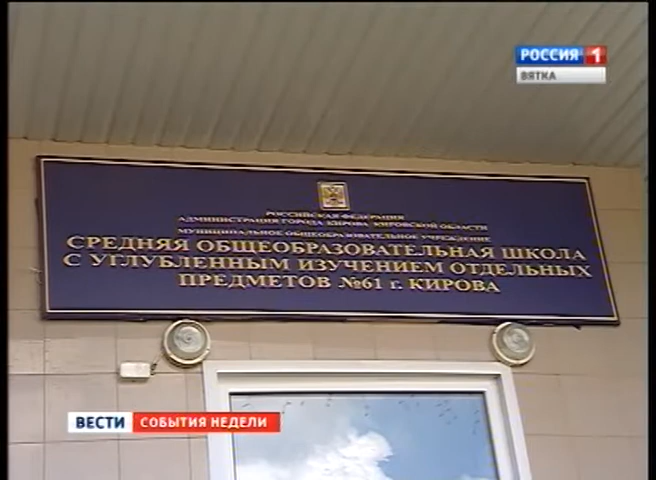 РОССИЯ 1
ВЯТКА
РОССИЙСКАЯ ФЕДЕРАЦИЯ
АДМИНИСТРАЦИЯ ГОРОДА КИРОВА КИРОВСКОЙ ОБЛАСТИ
МУНИЦИПАЛЬНОЕ ОБЩЕОБРАЗОВАТЕЛЬНОЕ УЧРЕЖДЕНИЕ
СРЕДНЯЯ ОБЩЕОБРАЗОВАТЕЛЬНАЯ ШКОЛА
С УГЛУБЛЕННЫМ ИЗУЧЕНИЕМ ОТДЕЛЬНЫХ
ПРЕДМЕТОВ №61 г. КИРОВА
ВЕСТИ СОБЫТИЯ НЕДЕЛИ